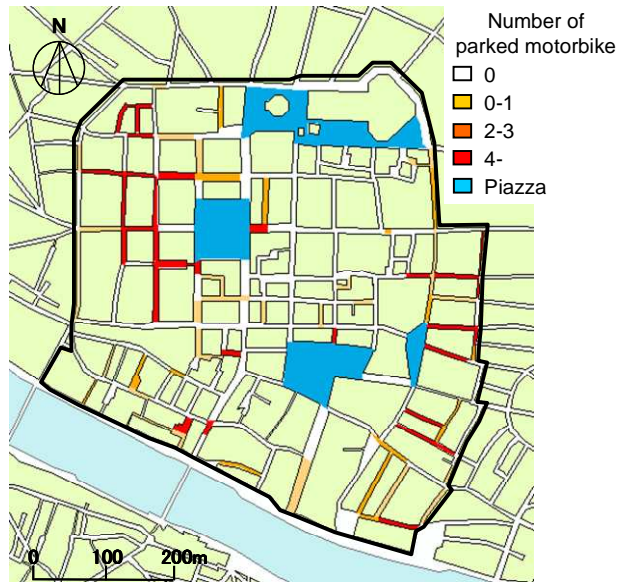 Number of
parked motorbike
0
0-1
2-3
4-
Piazza
N
0 100 200m